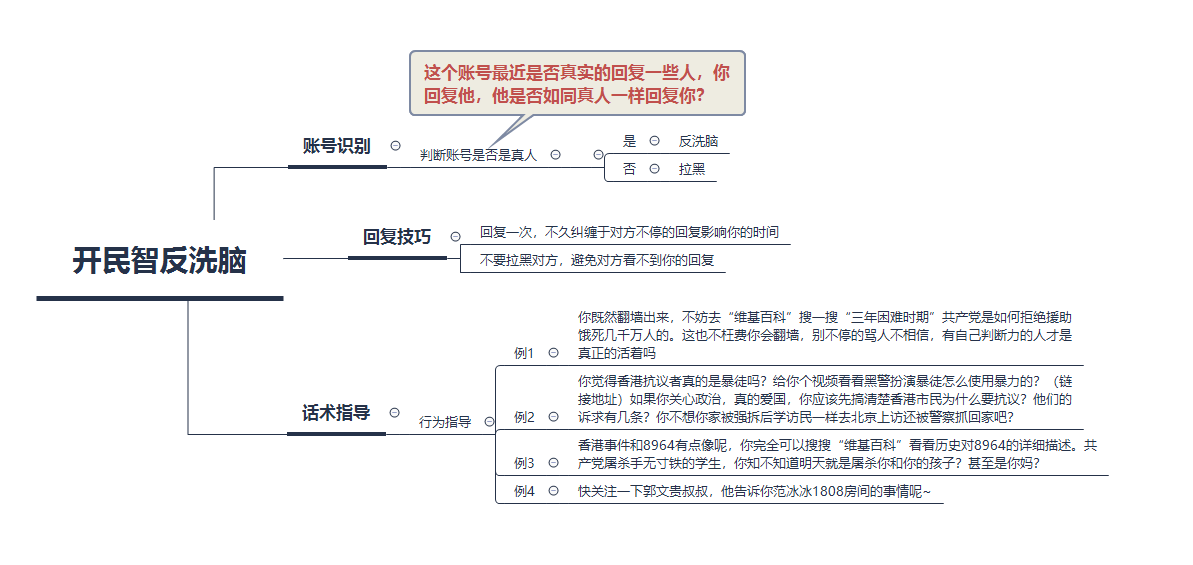 这个账号最近是否真实的回复一些人，你
回复他，他是否如同真人一样回复你？
账号识别
判断账号是否是真人
是
反洗脑
否
拉黑
开民智反洗脑
回复技巧
回复一次，不久纠缠于对方不停的回复影响你的时间
不要拉黑对方，避免对方看不到你的回复
话术指导
行为指导
例1
你既然翻墙出来，不妨去“维基百科”搜一搜“三年困难时期”共产党是如何拒绝援助
饿死几千万人的。这也不枉费你会翻墙，别不停的骂人不相信，有自己判断力的人才是
真正的活着吗
例2
你觉得香港抗议者真的是暴徒吗？给你个视频看看黑警扮演暴徒怎么使用暴力的？（链
接地址）如果你关心政治，真的爱国，你应该先搞清楚香港市民为什么要抗议？他们的
诉求有几条？你不想你家被强拆后学访民一样去北京上访还被警察抓回家吧？
例3
香港事件和8964有点像呢，你完全可以搜搜“维基百科”看看历史对8964的详细描述。共
产党屠杀手无寸铁的学生，你知不知道明天就是屠杀你和你的孩子？甚至是你妈？
例4
快关注一下郭文贵叔叔，他告诉你范冰冰1808房间的事情呢~